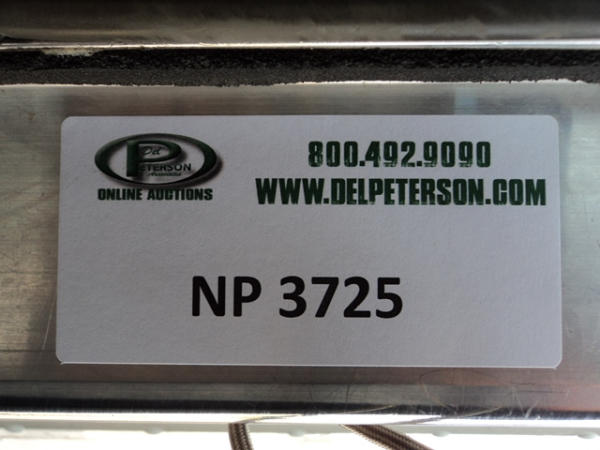 Del
PETERSON
ONLINE AUCTIONS
800.492.9090
WWW.DELPETERSON.COM
NP 3725